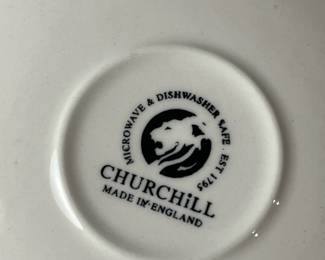 MICROWAVE & DISHWASHER SAFE · EST 1795
CHURCHiLL
MADE IN ENGLAND